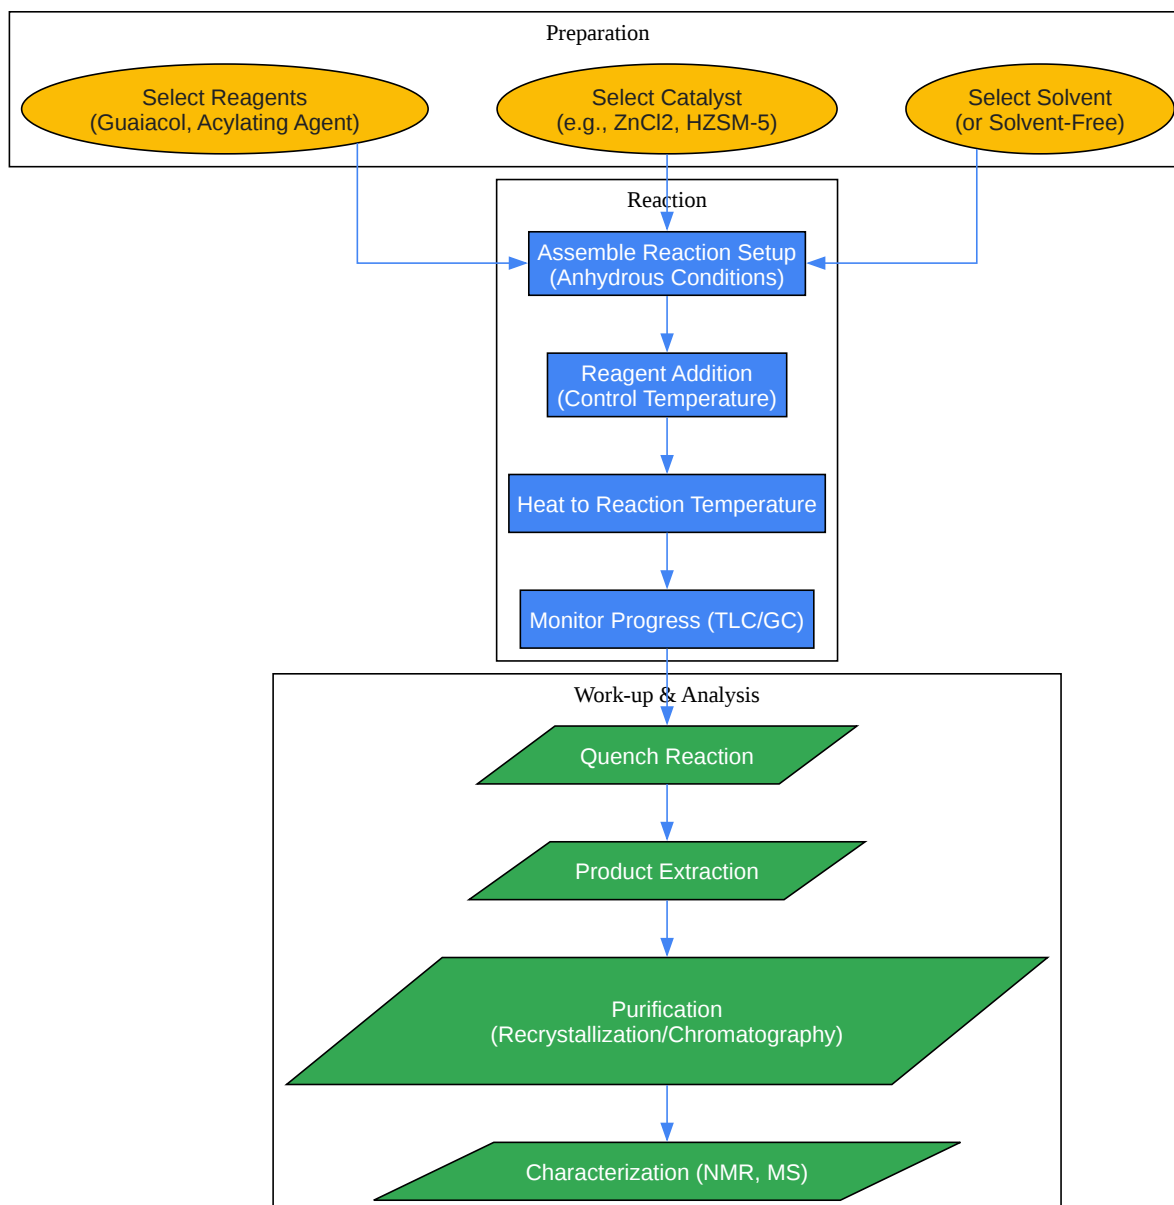 Preparation
Select Reagents
(Guaiacol, Acylating Agent)
Select Catalyst
(e.g., ZnCl2, HZSM-5)
Select Solvent
(or Solvent-Free)
Reaction
Assemble Reaction Setup
(Anhydrous Conditions)
Reagent Addition
(Control Temperature)
Heat to Reaction Temperature
Monitor Progress (TLC/GC)
Work-up & Analysis
Quench Reaction
Product Extraction
Purification
(Recrystallization/Chromatography)
Characterization (NMR, MS)